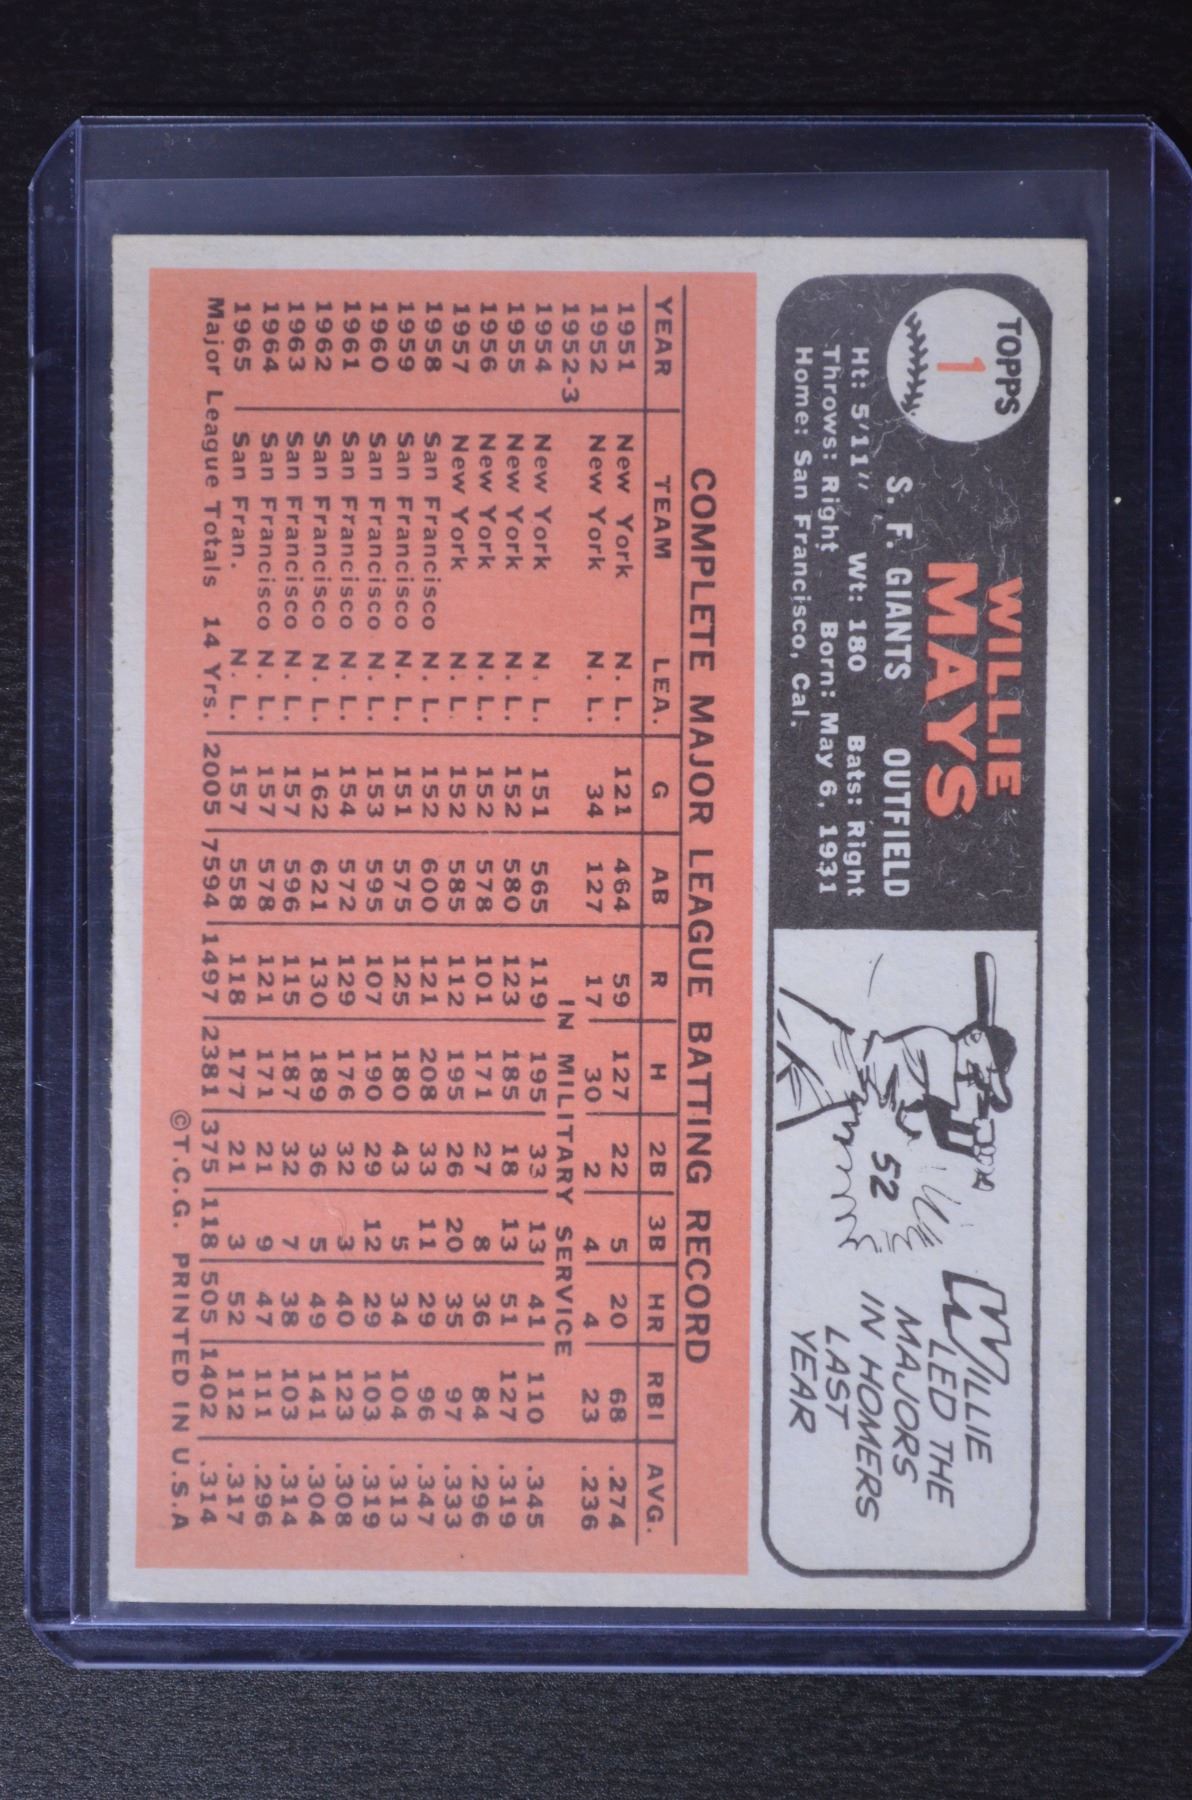 TOPPS
1
WILLIE
MAYS
S. F. GIANTS OUTFIELD
Ht: 5'11" Wt: 180 Bats: Right
Throws: Right Born: May 6, 1931
Home: San Francisco, Cal.
52
WILLIE
LED THE
MAJORS
IN HOMERS
LAST
YEAR
COMPLETE MAJOR LEAGUE BATTING RECORD
YEAR TEAM LEA. G AB R H 2B 3B HR RBI AVG.
1951 New York N. L. 121 464 59 127 22 5 20 68 .274
1952 New York N. L. 34 127 17 30 2 4 4 23 .236
1952-3 IN MILITARY SERVICE
1954 New York N. L. 151 565 119 195 33 13 41 110 .345
1955 New York N. L. 152 580 123 185 18 13 51 127 .319
1956 New York N. L. 152 578 101 171 27 8 36 84 .296
1957 New York N. L. 152 585 112 195 26 20 35 97 .333
1958 San Francisco N. L. 152 600 121 208 33 11 29 96 .347
1959 San Francisco N. L. 151 575 125 180 43 5 34 104 .313
1960 San Francisco N. L. 153 595 107 190 29 12 29 103 .319
1961 San Francisco N. L. 154 572 129 176 32 3 40 123 .308
1962 San Francisco N. L. 162 621 130 189 36 5 49 141 .304
1963 San Francisco N. L. 157 596 115 187 32 7 38 103 .314
1964 San Francisco N. L. 157 578 121 171 21 9 47 111 .296
1965 San Fran. N. L. 157 558 118 177 21 3 52 112 .317
Major League Totals 14 Yrs. 2005 7594 1497 2381 375 118 505 1402 .314
©T.C.G. PRINTED IN U.S.A